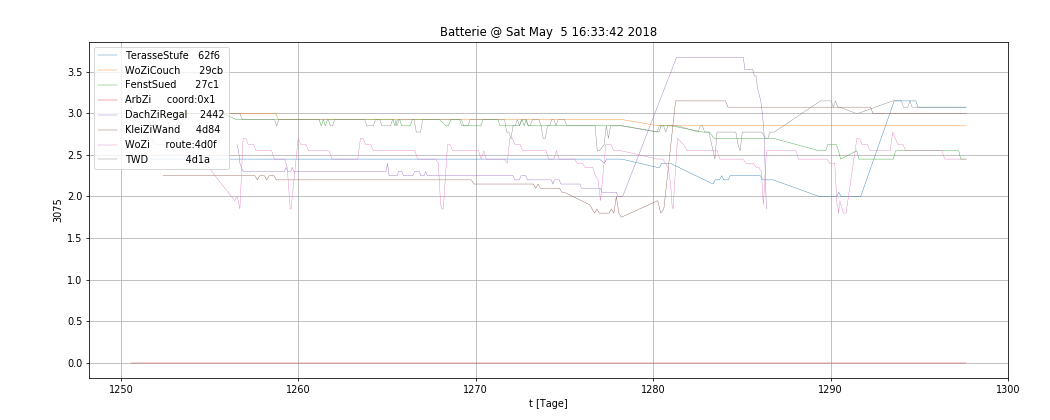 Batterie @ Sat May  5 16:33:42 2018
TerasseStufe   62f6
WoZiCouch      29cb
FenstSued      27c1
ArbZi     coord:0x1
DachZiRegal    2442
KleiZiWand     4d84
WoZi     route:4d0f
TWD            4d1a
3.5
3.0
2.5
2.0
1.5
1.0
0.5
0.0
3075
1250
1260
1270
1280
1290
1300
t [Tage]